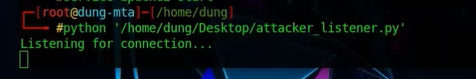 ┌─[root@dung-mta]─[/home/dung]
└──╼ #python '/home/dung/Desktop/attacker_listener.py'
Listening for connection...